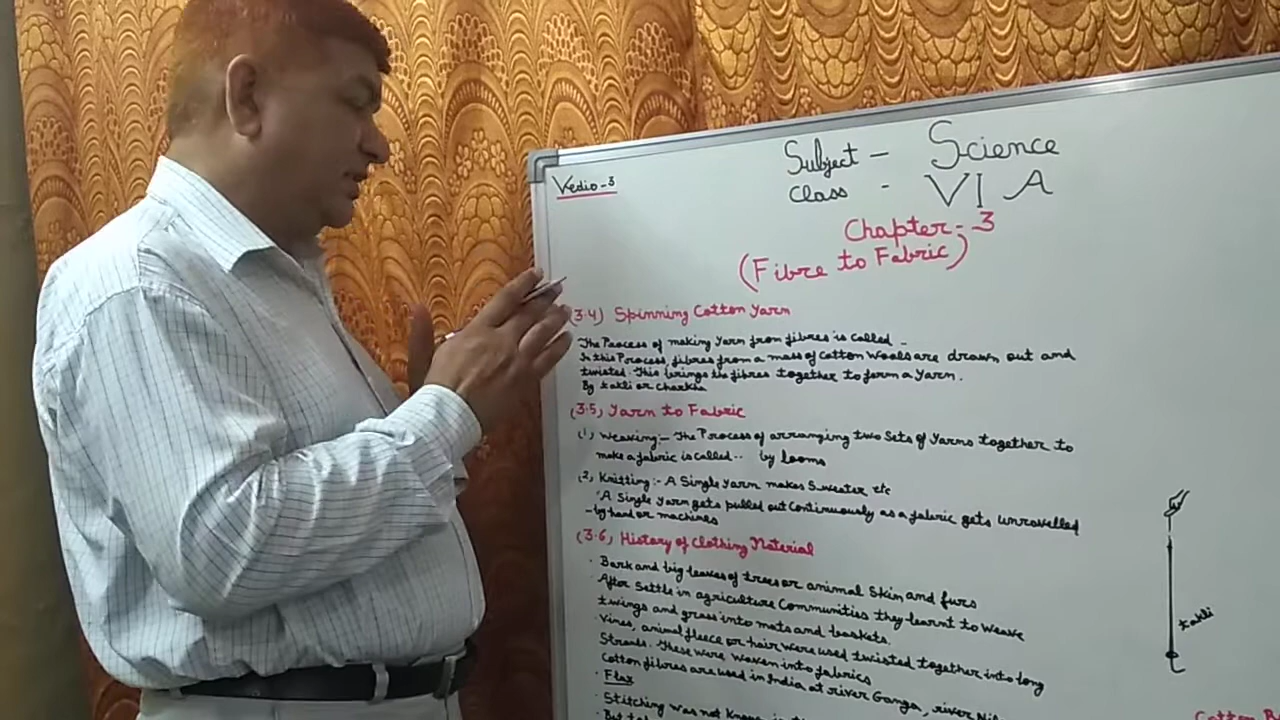 Vedio-3
Subject - Science
Class - VI A
Chapter-3
(Fibre to Fabric)
(3.4) Spinning Cotton Yarn
The Process of making Yarn from fibres is called -
In this Process, fibres from a mass of Cotton Wools are drawn out and
twisted. This brings the fibres together to form a Yarn.
By takli or Charkha
(3.5) Yarn to Fabric
(1) Weaving:- The Process of arranging two Sets of Yarns together to
make a fabric is called.. by looms
(2) Knitting:- A Single Yarn makes Sweater etc
'A Single Yarn gets pulled out Continuously as a fabric gets unravelled
- by hand or machines
(3.6) History of Clothing Material
Bark and big leaves of trees or animal Skin and furs
After Settle in agriculture Communities they learnt to Weave
twings and grass into mats and baskets.
Vines, animal fleece or hair were used twisted together into long
Strands. These were woven into fabrics
Cotton fibres are used in India at river Ganga, river
Flax
Stitching was not
But
takli
Cotton